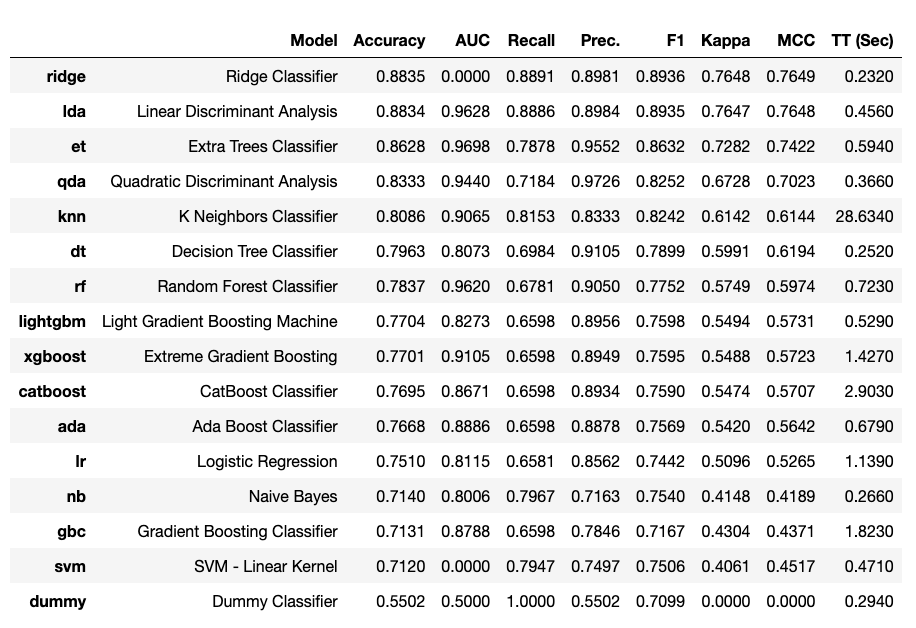 Model Accuracy AUC Recall Prec. F1 Kappa MCC TT (Sec)
ridge Ridge Classifier 0.8835 0.0000 0.8891 0.8981 0.8936 0.7648 0.7649 0.2320
lda Linear Discriminant Analysis 0.8834 0.9628 0.8886 0.8984 0.8935 0.7647 0.7648 0.4560
et Extra Trees Classifier 0.8628 0.9698 0.7878 0.9552 0.8632 0.7282 0.7422 0.5940
qda Quadratic Discriminant Analysis 0.8333 0.9440 0.7184 0.9726 0.8252 0.6728 0.7023 0.3660
knn K Neighbors Classifier 0.8086 0.9065 0.8153 0.8333 0.8242 0.6142 0.6144 28.6340
dt Decision Tree Classifier 0.7963 0.8073 0.6984 0.9105 0.7899 0.5991 0.6194 0.2520
rf Random Forest Classifier 0.7837 0.9620 0.6781 0.9050 0.7752 0.5749 0.5974 0.7230
lightgbm Light Gradient Boosting Machine 0.7704 0.8273 0.6598 0.8956 0.7598 0.5494 0.5731 0.5290
xgboost Extreme Gradient Boosting 0.7701 0.9105 0.6598 0.8949 0.7595 0.5488 0.5723 1.4270
catboost CatBoost Classifier 0.7695 0.8671 0.6598 0.8934 0.7590 0.5474 0.5707 2.9030
ada Ada Boost Classifier 0.7668 0.8886 0.6598 0.8878 0.7569 0.5420 0.5642 0.6790
lr Logistic Regression 0.7510 0.8115 0.6581 0.8562 0.7442 0.5096 0.5265 1.1390
nb Naive Bayes 0.7140 0.8006 0.7967 0.7163 0.7540 0.4148 0.4189 0.2660
gbc Gradient Boosting Classifier 0.7131 0.8788 0.6598 0.7846 0.7167 0.4304 0.4371 1.8230
svm SVM - Linear Kernel 0.7120 0.0000 0.7947 0.7497 0.7506 0.4061 0.4517 0.4710
dummy Dummy Classifier 0.5502 0.5000 1.0000 0.5502 0.7099 0.0000 0.0000 0.2940